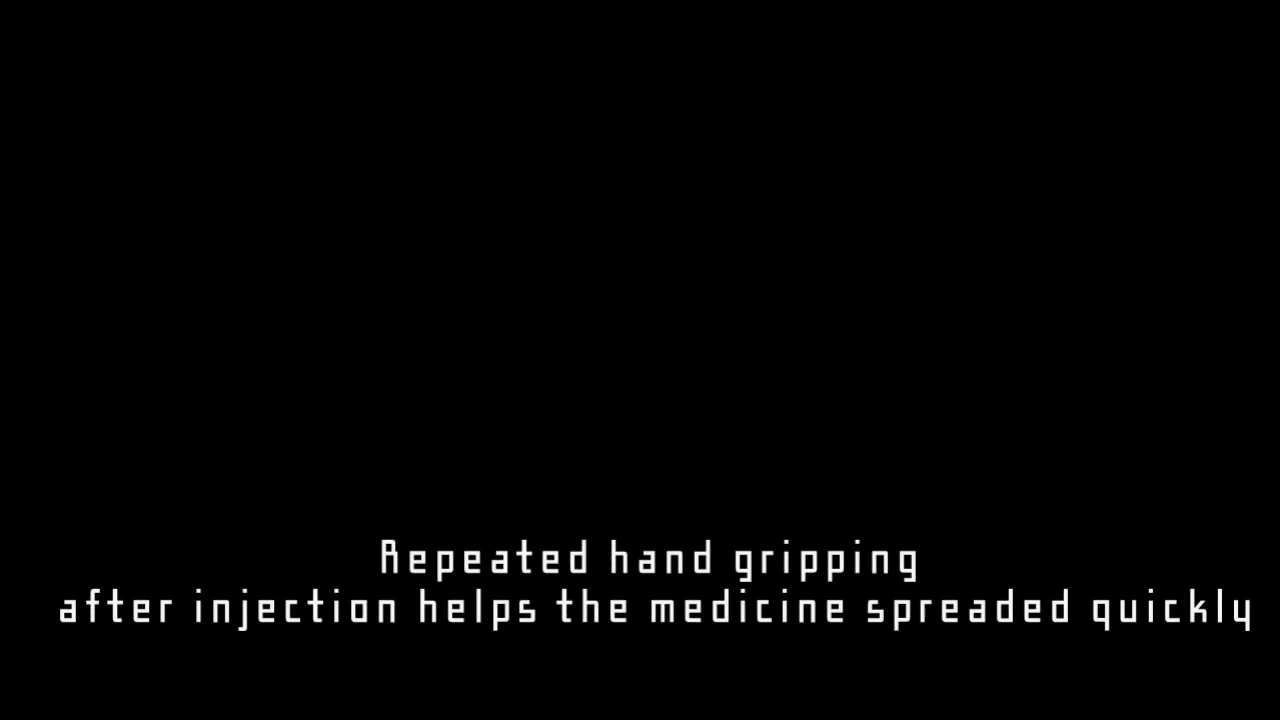 Repeated hand gripping
after injection helps the medicine spreaded quickly